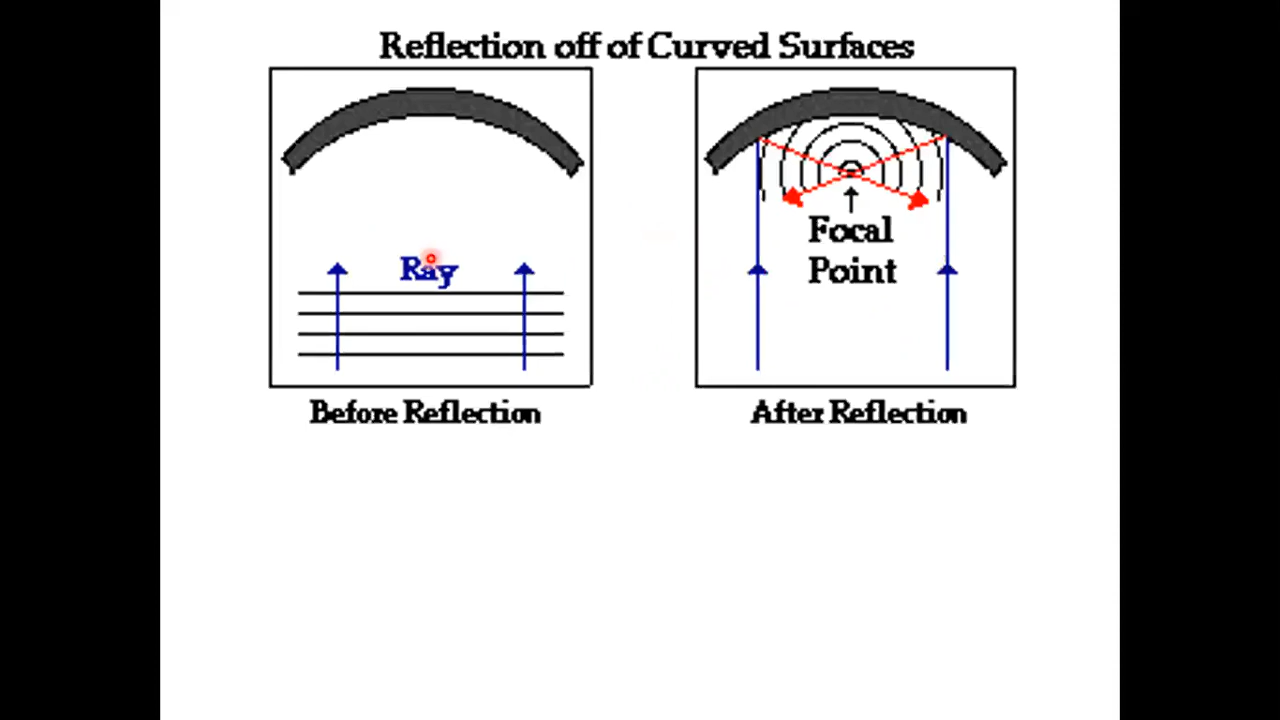 Reflection off of Curved Surfaces
Ray
Focal
Point
Before Reflection
After Reflection